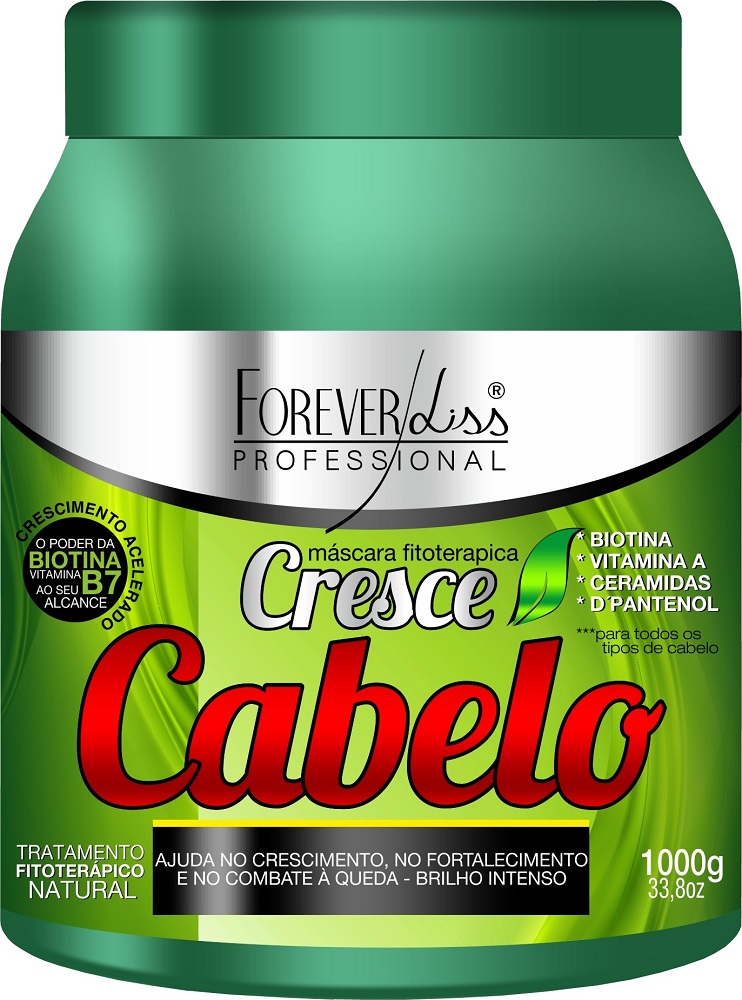 FOREVER Liss®
PROFESSIONAL
CRESCIMENTO ACELERADO
O PODER DA
BIOTINA
VITAMINA B7
AO SEU
ALCANCE
máscara fitoterapica
Cresce
Cabelo
* BIOTINA
* VITAMINA A
* CERAMIDAS
* D´PANTENOL
***para todos os
tipos de cabelo
TRATAMENTO
FITOTERÁPICO
NATURAL
AJUDA NO CRESCIMENTO, NO FORTALECIMENTO
E NO COMBATE À QUEDA - BRILHO INTENSO
1000g
33,8oz